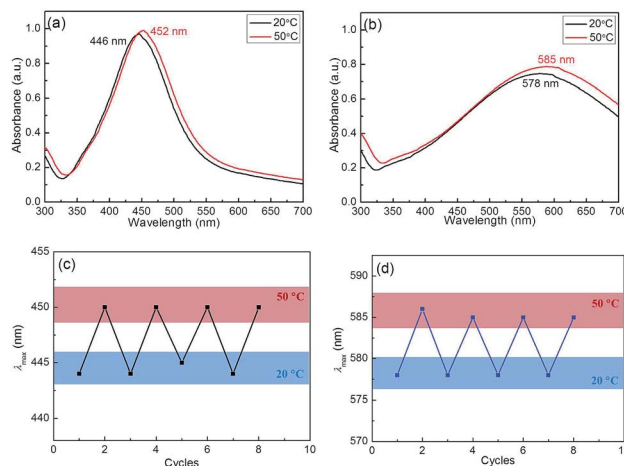 (a)
446 nm
452 nm
20°C
50°C
Absorbance (a.u.)
1.0
0.8
0.6
0.4
0.2
0.0
300 350 400 450 500 550 600 650 700
Wavelength (nm)
(b)
585 nm
578 nm
20°C
50°C
Absorbance (a.u.)
1.0
0.8
0.6
0.4
0.2
0.0
300 350 400 450 500 550 600 650 700
Wavelength (nm)
(c)
50 °C
20 °C
λmax (nm)
455
450
445
440
0 2 4 6 8 10
Cycles
(d)
50 °C
20 °C
λmax (nm)
590
585
580
575
570
0 2 4 6 8 1
Cycles